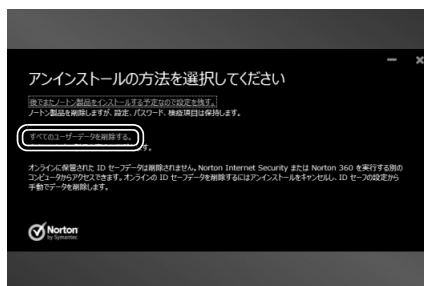 アンインストールの方法を選択してください
後でまたノートン製品をインストールする予定なので設定を残す。
ノートン製品を削除しますが、設定、パスワード、検疫項目は保持します。
すべてのユーザーデータを削除する。
す。
オンラインに保管された ID セーフデータは削除されません。Norton Internet Security または Norton 360 を実行する別の
コンピュータからアクセスできます。オンラインの ID セーフデータを削除するにはアンインストールをキャンセルし、ID セーフの設定から
手動でデータを削除します。
Norton
by Symantec